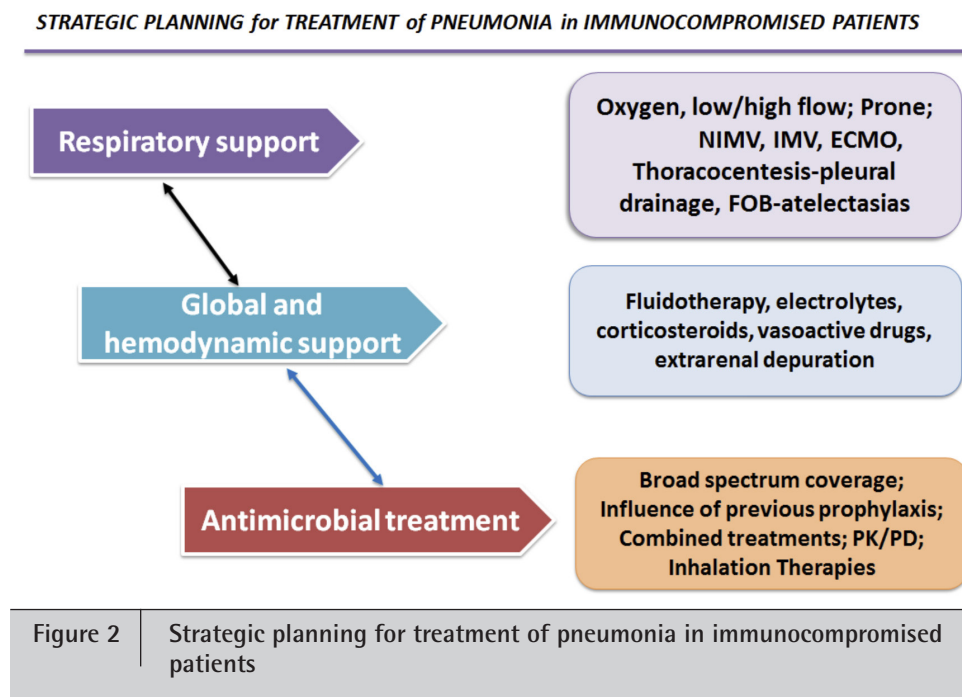 STRATEGIC PLANNING for TREATMENT of PNEUMONIA in IMMUNOCOMPROMISED PATIENTS
Respiratory support
Oxygen, low/high flow; Prone;
NIMV, IMV, ECMO,
Thoracocentesis-pleural
drainage, FOB-atelectasias
Global and
hemodynamic support
Fluidotherapy, electrolytes,
corticosteroids, vasoactive drugs,
extrarenal depuration
Antimicrobial treatment
Broad spectrum coverage;
Influence of previous prophylaxis;
Combined treatments; PK/PD;
Inhalation Therapies
Figure 2
Strategic planning for treatment of pneumonia in immunocompromised
patients